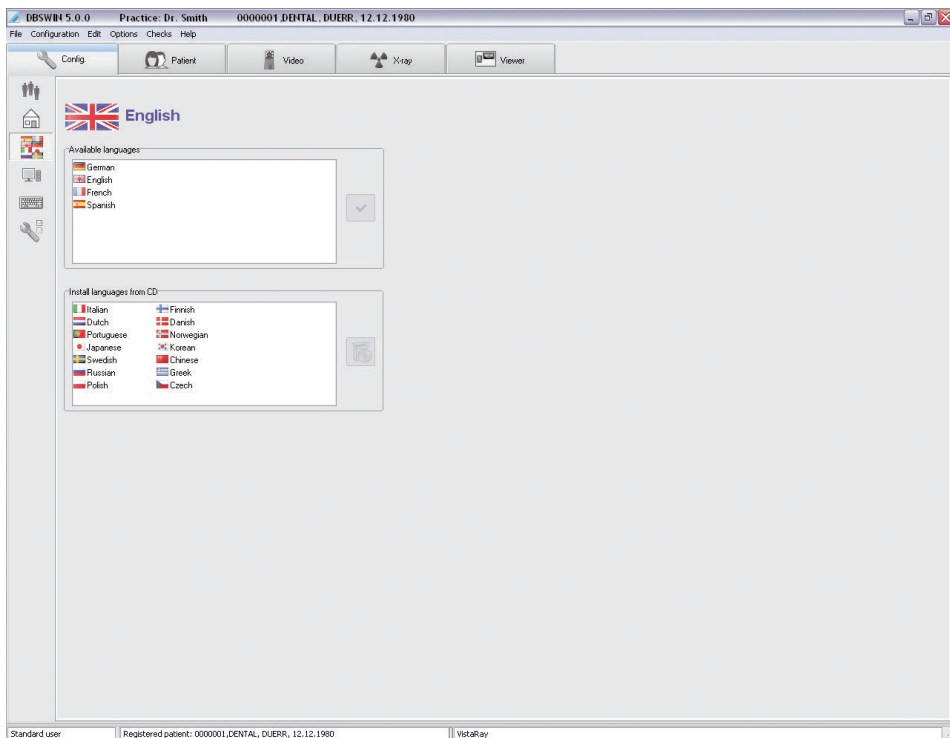 DBSWIN 5.0.0 Practice: Dr. Smith 0000001,DENTAL, DUERR, 12.12.1980
File Configuration Edit Options Checks Help
Config. Patient Video X-ray Viewer
English
Available languages
German
English
French
Spanish
Install languages from CD
Italian Finnish
Dutch Danish
Portuguese Norwegian
Japanese Korean
Swedish Chinese
Russian Greek
Polish Czech
Standard user Registered patient: 0000001,DENTAL, DUERR, 12.12.1980 VistaRay